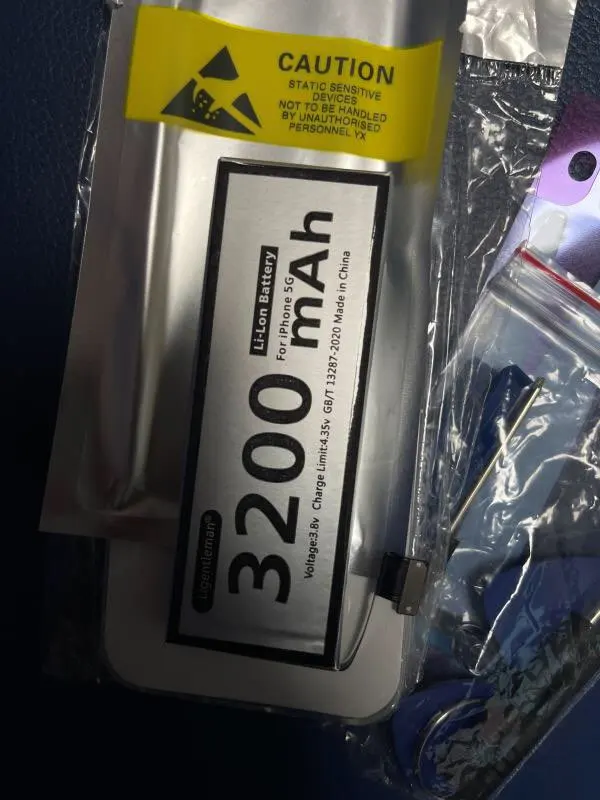 CAUTION
STATIC SENSITIVE
DEVICES
NOT TO BE HANDLED
BY UNAUTHORISED
PERSONNEL YX
Ligentleman®
3200 mAh
Li-Lon Battery
For iPhone 5G
Voltage:3.8v Charge Limit:4.35v GB/T 13287-2020 Made in China